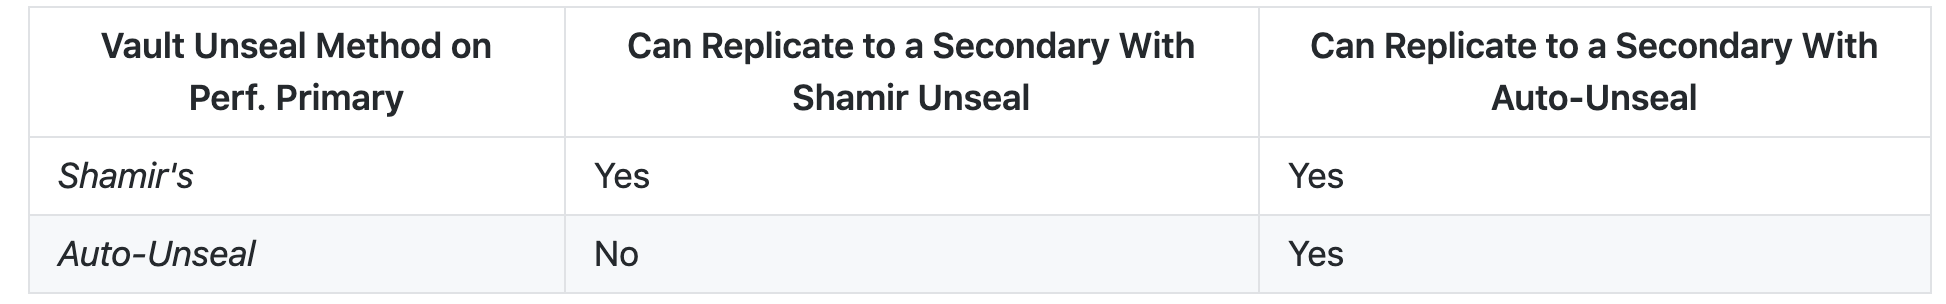 Vault Unseal Method on
Perf. Primary
Can Replicate to a Secondary With
Shamir Unseal
Can Replicate to a Secondary With
Auto-Unseal
Shamir's
Yes
Yes
Auto-Unseal
No
Yes